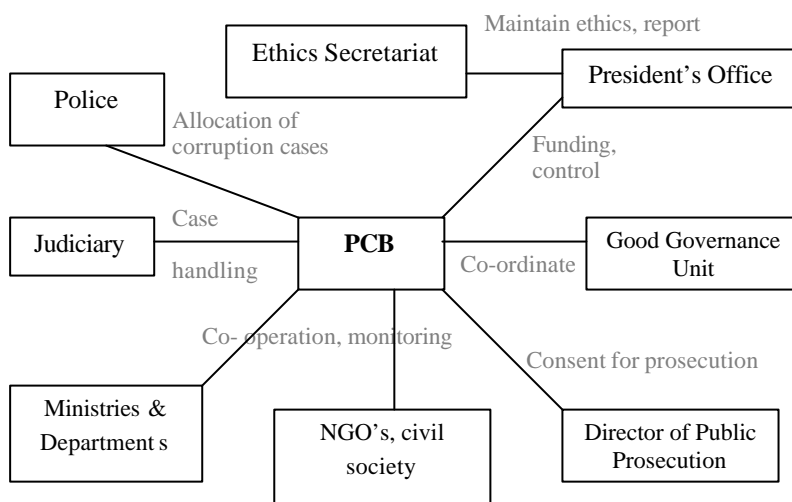 Maintain ethics, report
Ethics Secretariat
President’s Office
Police
Allocation of
corruption cases
Funding,
control
Judiciary
Case
handling
PCB
Co-ordinate
Good Governance
Unit
Co- operation, monitoring
Consent for prosecution
Ministries &
Department s
NGO’s, civil
society
Director of Public
Prosecution